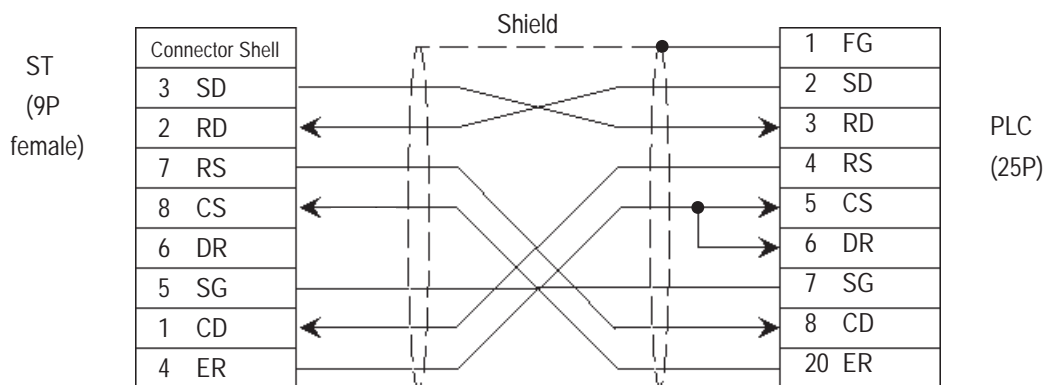 Shield
ST
(9P
female)
Connector Shell
3 SD
2 RD
7 RS
8 CS
6 DR
5 SG
1 CD
4 ER
1 FG
2 SD
3 RD
4 RS
5 CS
6 DR
7 SG
8 CD
20 ER
PLC
(25P)